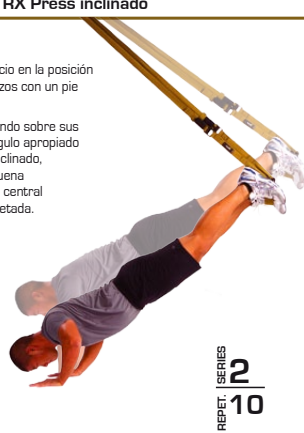 RX Press inclinado
cio en la posición
zos con un pie
ndo sobre sus
gulo apropiado
clinado,
uena
central
etada.
SERIES 2
REPET. 10